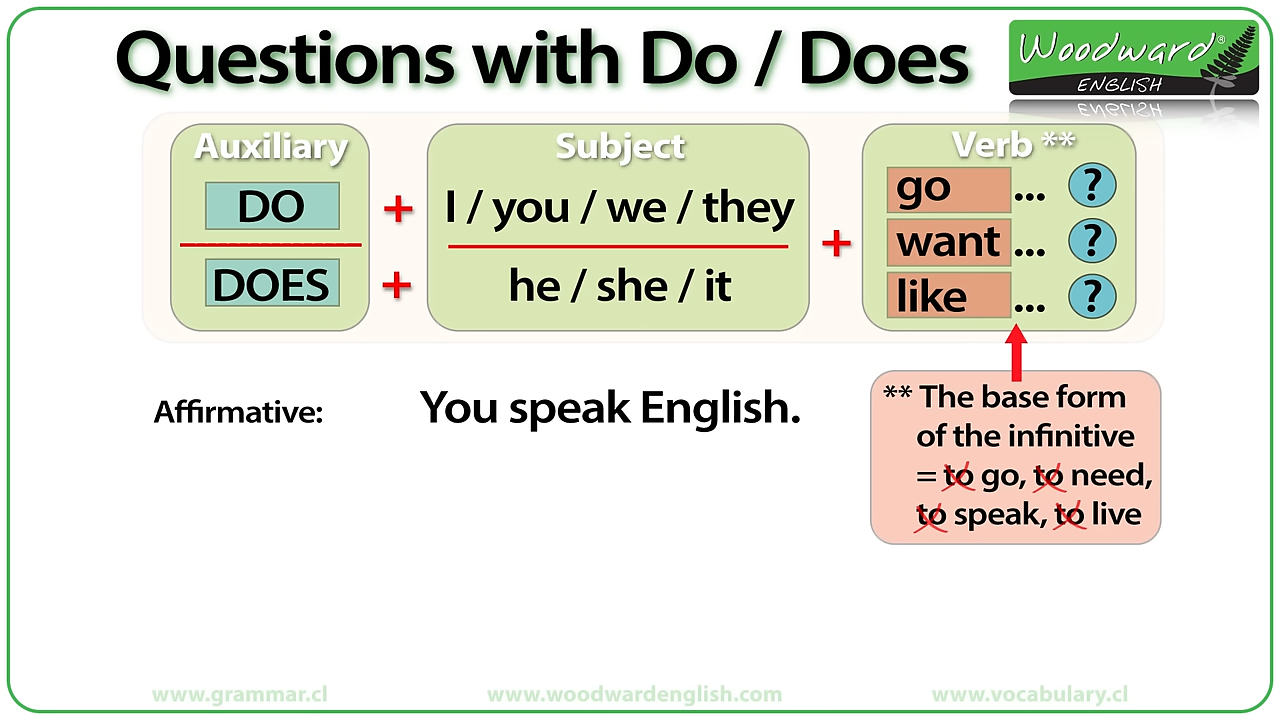 Questions with Do / Does
Woodward®
ENGLISH
Auxiliary
Subject
Verb **
DO
+
I / you / we / they
go ... ?
+
want ... ?
DOES
+
he / she / it
like ... ?
Affirmative:
You speak English.
** The base form
of the infinitive
= to go, to need,
to speak, to live
www.grammar.cl
www.woodwardenglish.com
www.vocabulary.cl